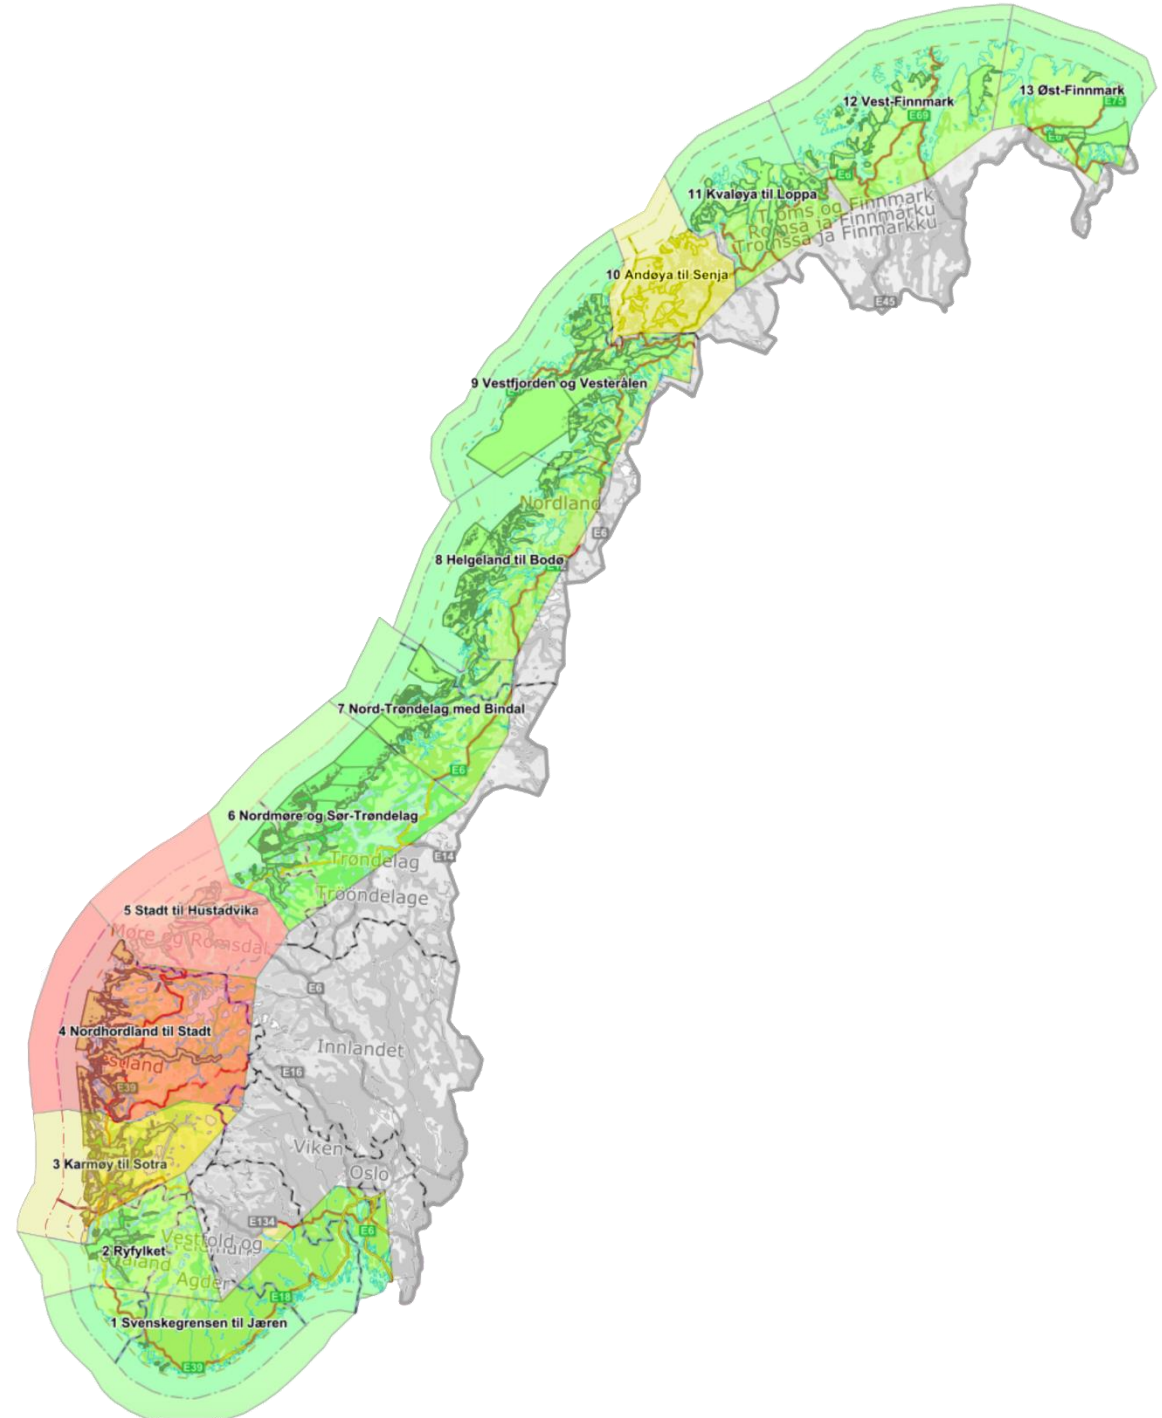 12 Vest-Finnmark
13 Øst-Finnmark
E75
E69
E6
E6
11 Kvaløya til Loppa
Troms og Finnmark
Romsa ja Finnmárku
Tromssa ja Finmarkku
10 Andøya til Senja
E45
9 Vestfjorden og Vesterålen
Nordland
E6
8 Helgeland til Bodø
7 Nord-Trøndelag med Bindal
E6
6 Nordmøre og Sør-Trøndelag
Trøndelag
E14
Trööndelage
5 Stadt til Hustadvika
Møre og Romsdal
E6
4 Nordhordland til Stadt
Innlandet
E16
E39
Viken
3 Karmøy til Sotra
Oslo
E134
E6
Vestfold og
2 Ryfylket
Agder
E18
1 Svenskegrensen til Jæren
E39